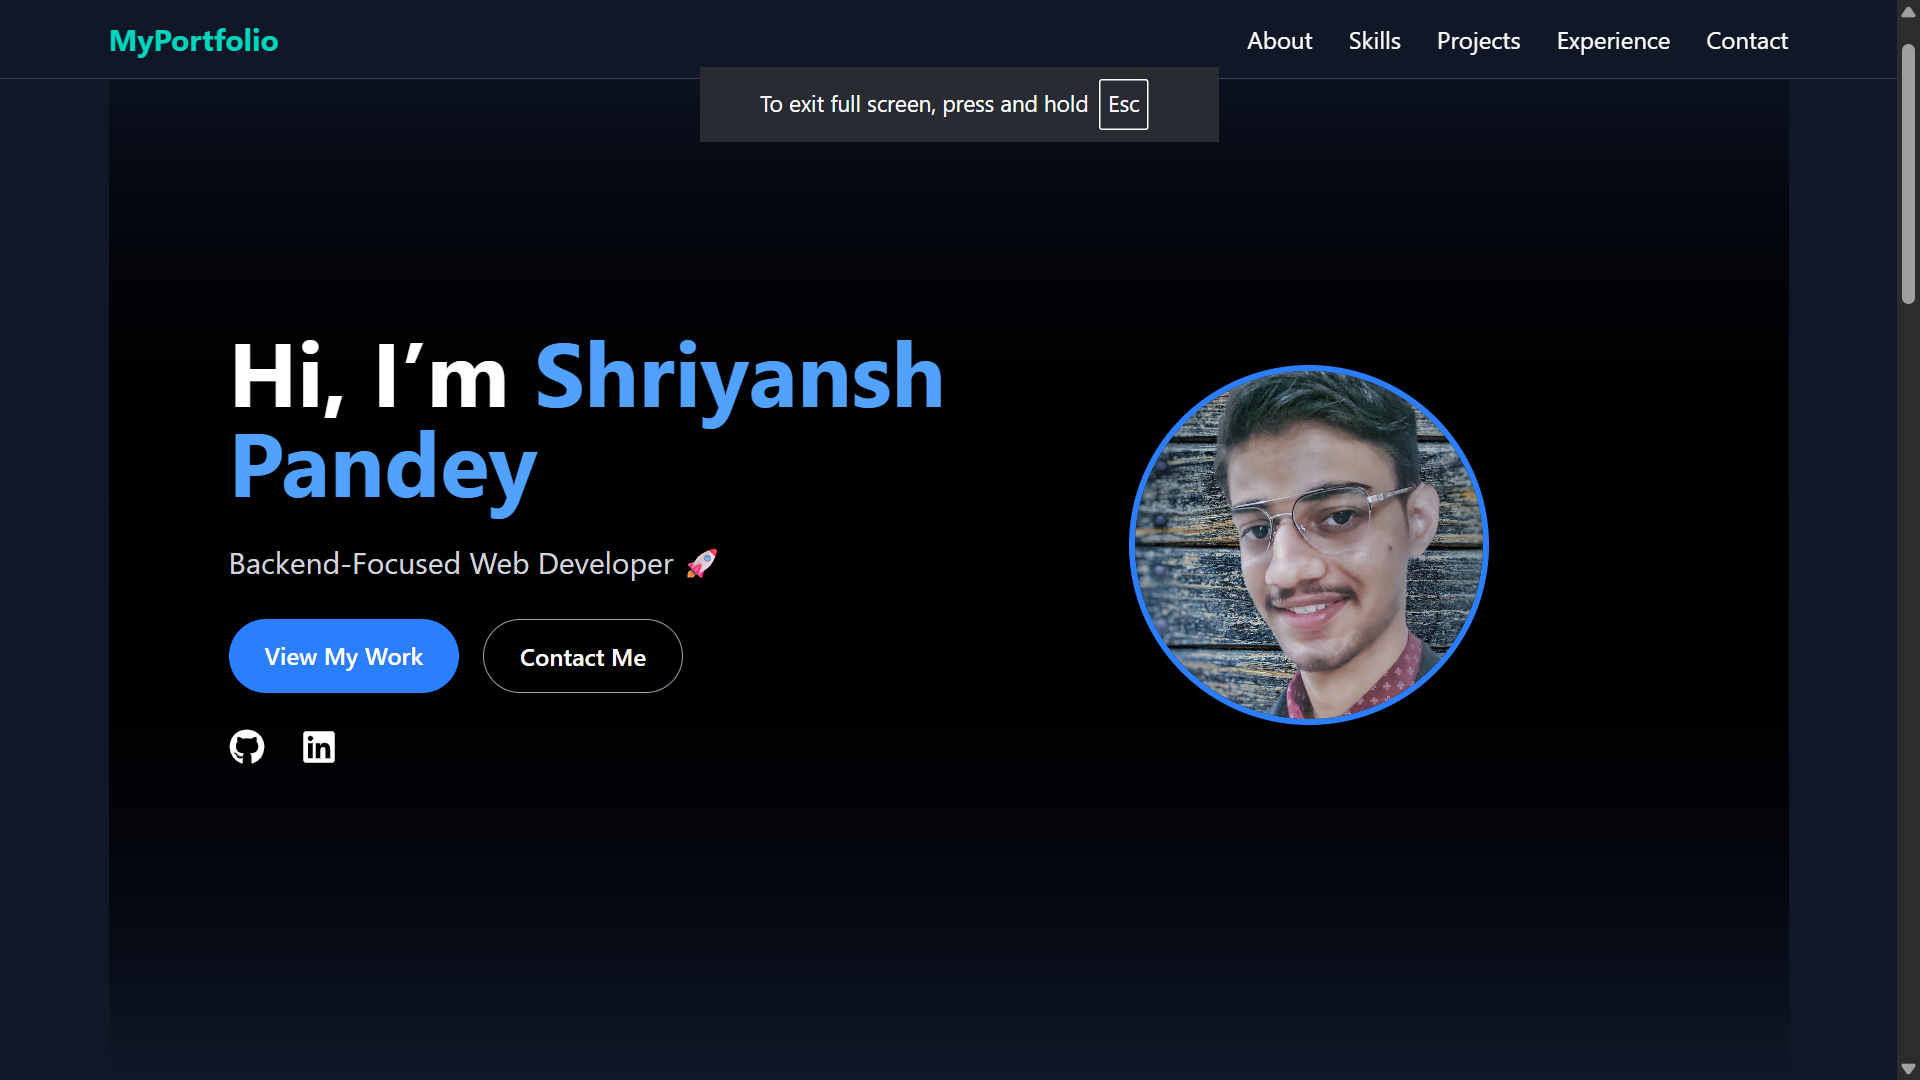 MyPortfolio
About Skills Projects Experience Contact
To exit full screen, press and hold Esc
Hi, I’m Shriyansh
Pandey
Backend-Focused Web Developer 🚀
View My Work
Contact Me
in